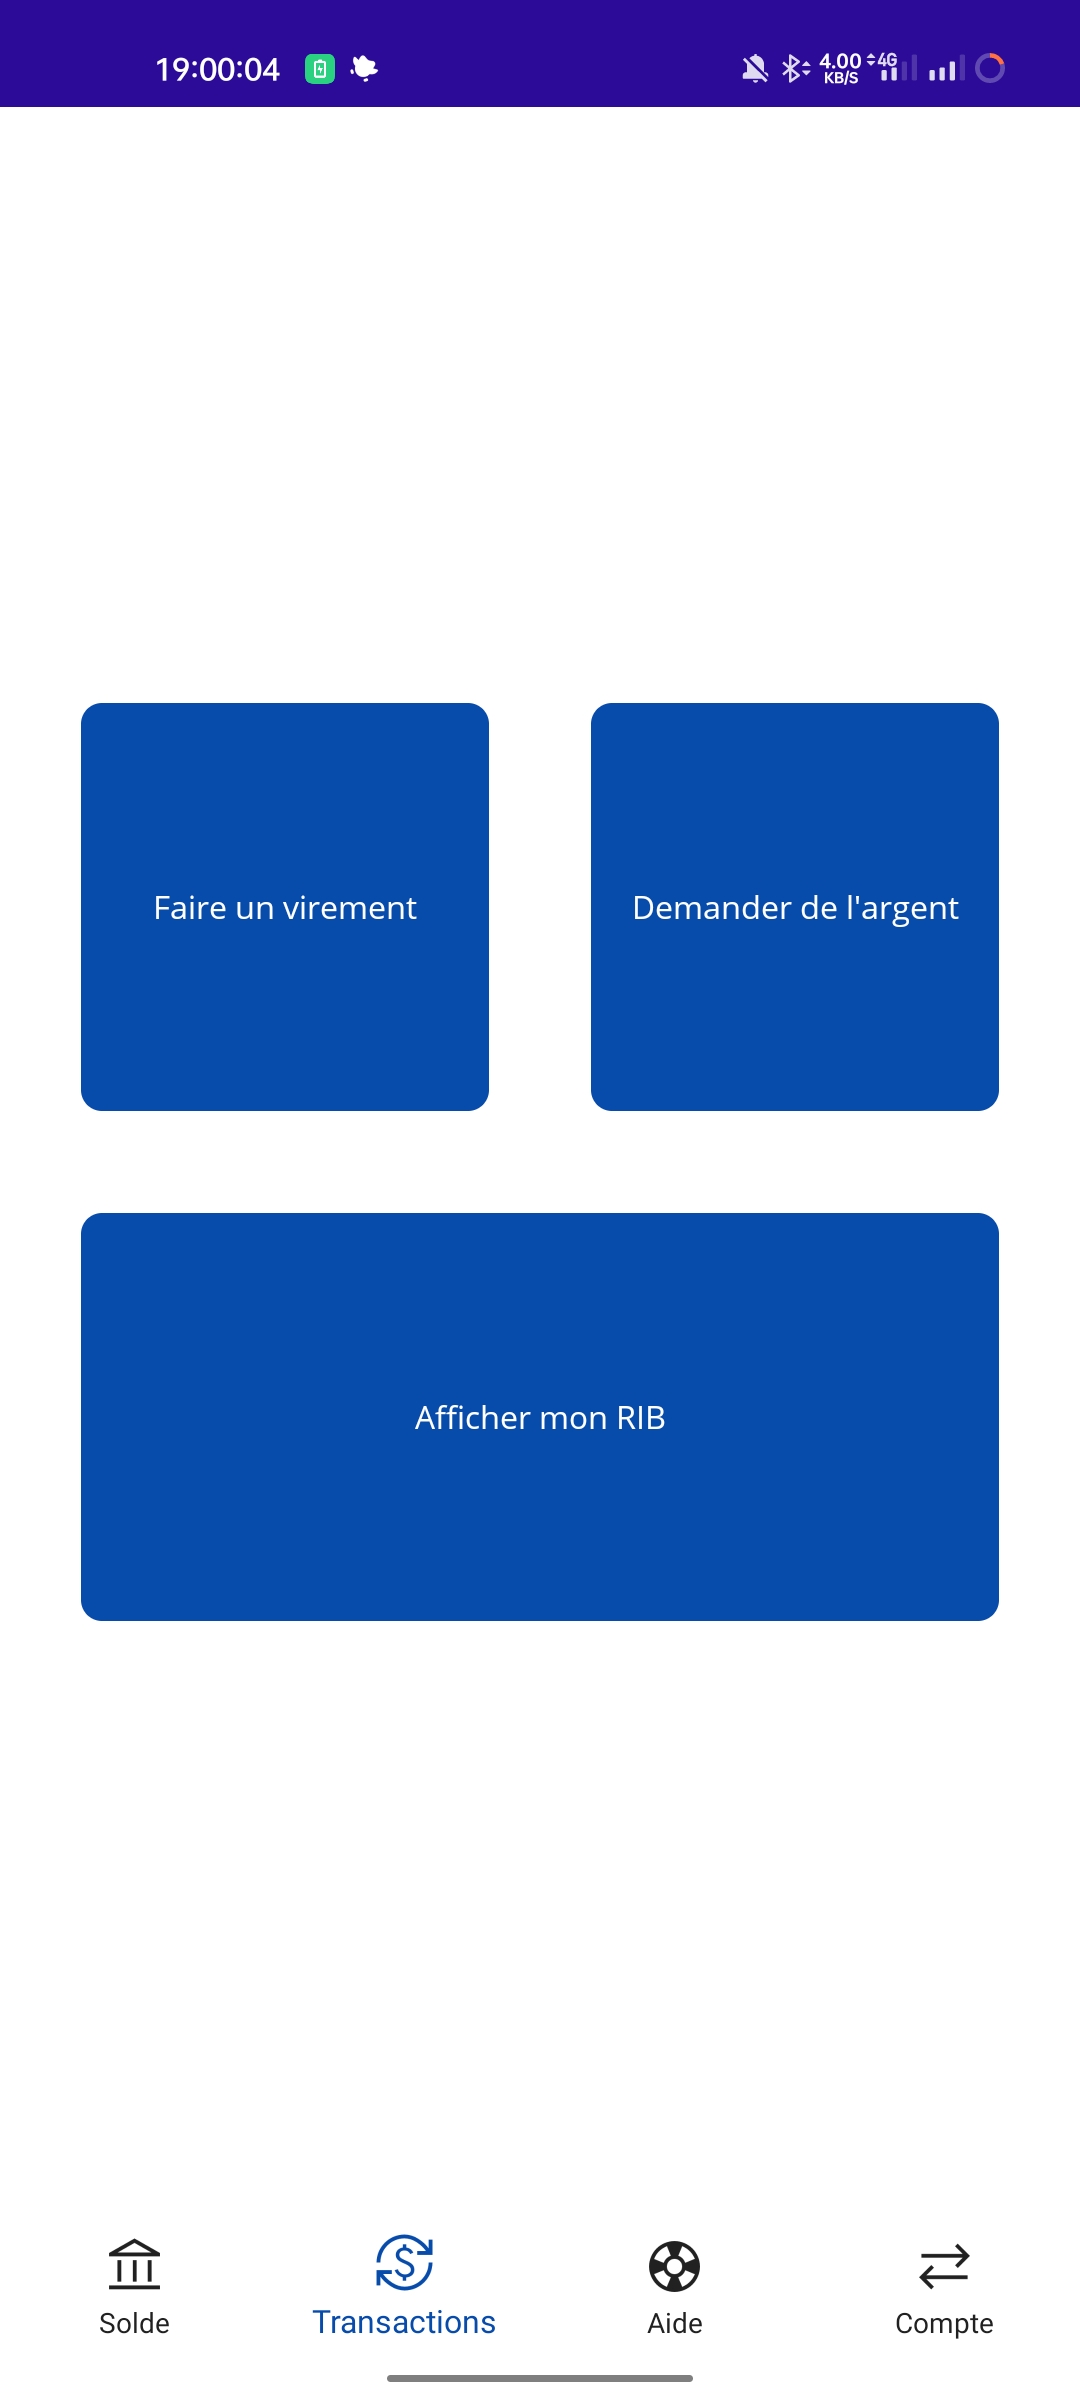 19:00:04
4.00
KB/S
4G
Faire un virement
Demander de l'argent
Afficher mon RIB
Solde
Transactions
Aide
Compte